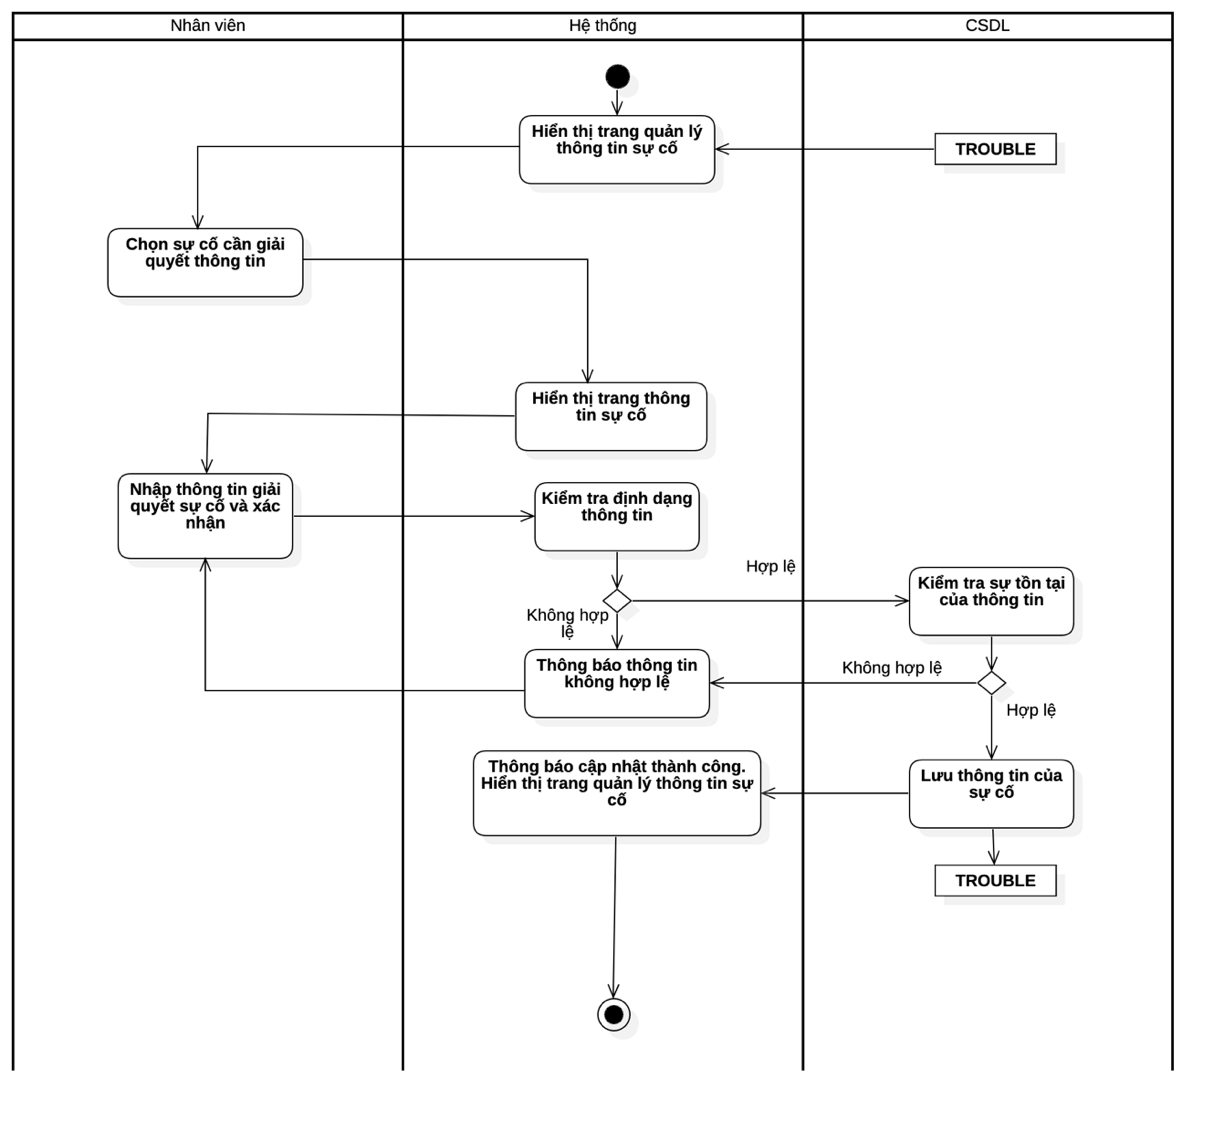 Nhân viên
Hệ thống
CSDL
Hiển thị trang quản lý
thông tin sự cố
TROUBLE
Chọn sự cố cần giải
quyết thông tin
Hiển thị trang thông
tin sự cố
Nhập thông tin giải
quyết sự cố và xác
nhận
Kiểm tra định dạng
thông tin
Hợp lệ
Kiểm tra sự tồn tại
của thông tin
Không hợp
lệ
Thông báo thông tin
không hợp lệ
Không hợp lệ
Hợp lệ
Thông báo cập nhật thành công.
Hiển thị trang quản lý thông tin sự
cố
Lưu thông tin của
sự cố
TROUBLE